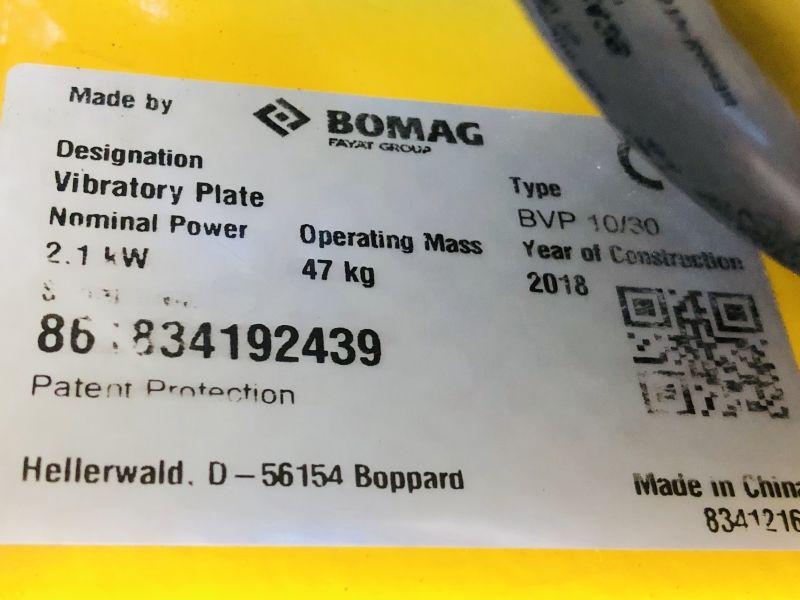 Made by BOMAG
FAYAT GROUP
Designation
Vibratory Plate
Type
BVP 10/30
Nominal Power
2.1 kW
Operating Mass
47 kg
Year of Construction
2018
834192439
Patent Protection
Hellerwald. D-56154 Boppard
Made in China
8341216